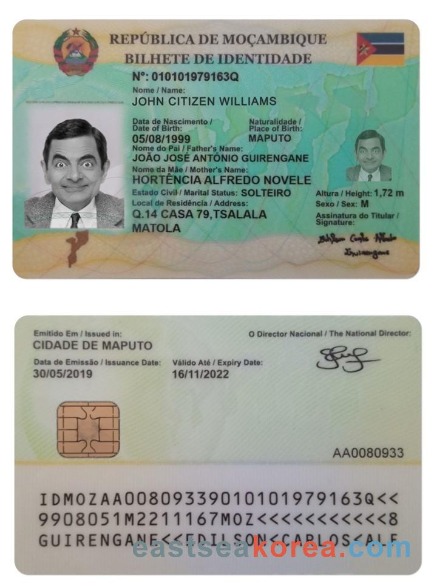 REPÚBLICA DE MOÇAMBIQUE
BILHETE DE IDENTIDADE
Nº: 010101979163Q
Nome / Name:
JOHN CITIZEN WILLIAMS
Data de Nascimento / Naturalidade /
Date of Birth: Place of Birth:
05/08/1999 MAPUTO
Nome do Pai / Father's Name:
JOÃO JOSÉ ANTÓNIO GUIRENGANE
Nome da Mãe / Mother's Name:
HORTÊNCIA ALFREDO NOVELE
Estado Civil / Marital Status: SOLTEIRO Altura / Height: 1,72 m
Local de Residência / Address: Sexo / Sex: M
Q.14 CASA 79,TSALALA Assinatura do Titular /
MATOLA Signature:
Emitido Em / Issued in: O Director Nacional / The National Director:
CIDADE DE MAPUTO
Data de Emissão / Issuance Date: Válido Até / Expiry Date:
30/05/2019 16/11/2022
AA0080933
IDMOZAA00809339010101979163Q<<
9908051M2211167MOZ<<<<<<<<<<<8
GUIRENGANE<<EDILSON<CARLOS<ALF
eastseakorea.com